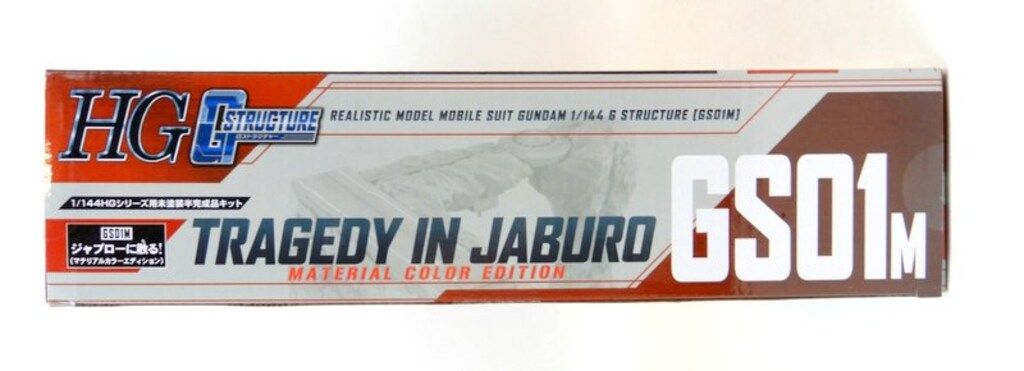 HG
G STRUCTURE
Gストラクチャー
REALISTIC MODEL MOBILE SUIT GUNDAM 1/144 G STRUCTURE [GS01M]
1/144HGシリーズ用未塗装半完成品キット
GS01M
ジャブローに散る!
(マテリアルカラーエディション)
TRAGEDY IN JABURO
MATERIAL COLOR EDITION
GS01M